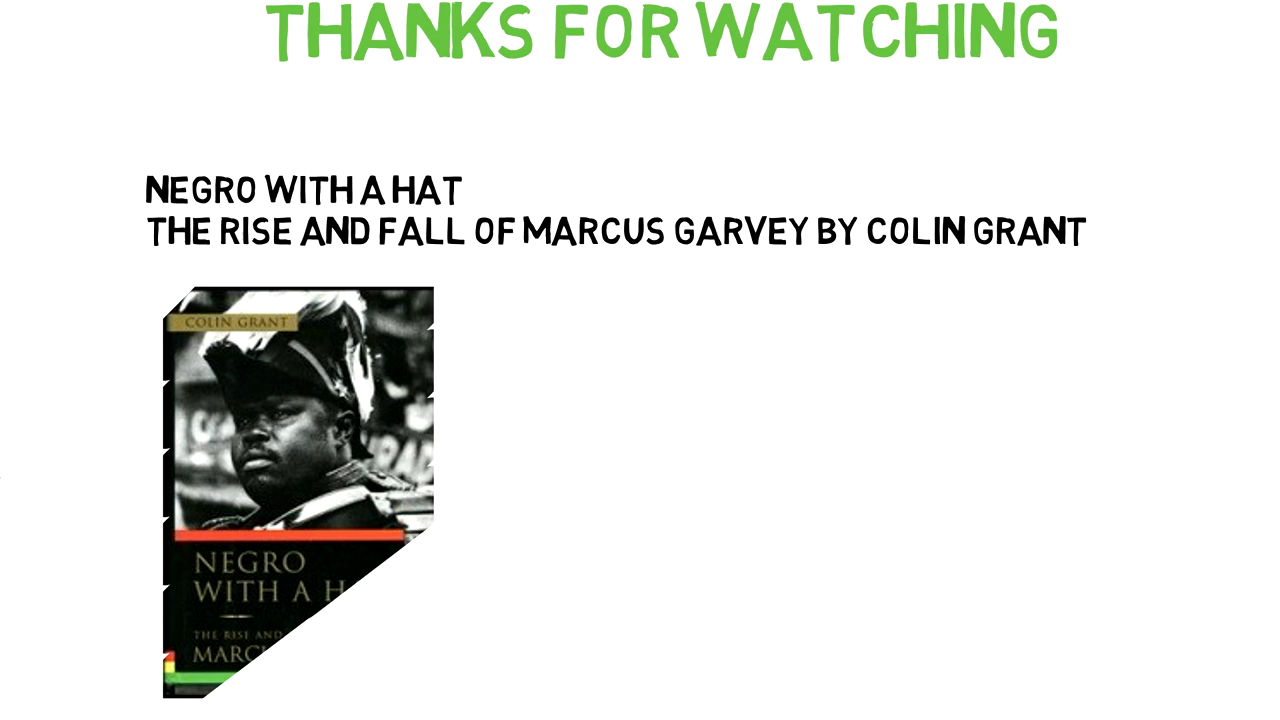 THANKS FOR WATCHING
NEGRO WITH A HAT
THE RISE AND FALL OF MARCUS GARVEY BY COLIN GRANT
COLIN GRANT
NEGRO
WITH A
THE RISE AND